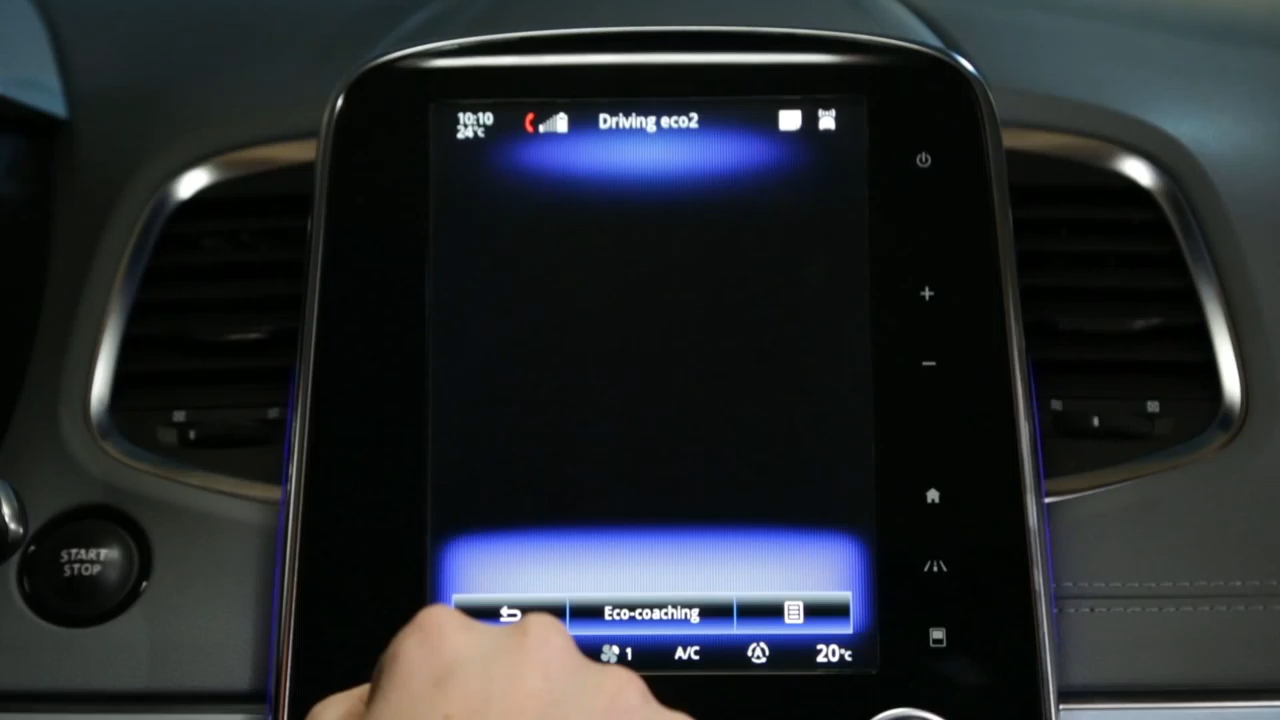 10:10
24°c
Driving eco2
+
−
START
STOP
Eco-coaching
1
A/C
A
20°c